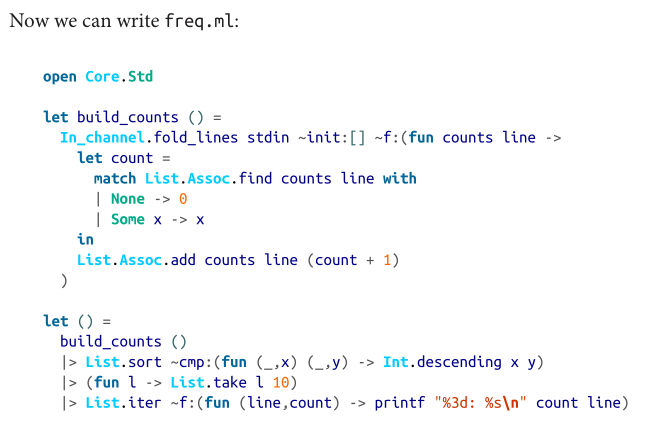 Now we can write freq.ml:
open Core.Std
let build_counts () =
  In_channel.fold_lines stdin ~init:[] ~f:(fun counts line ->
    let count =
      match List.Assoc.find counts line with
      | None -> 0
      | Some x -> x
    in
    List.Assoc.add counts line (count + 1)
  )
let () =
  build_counts ()
  |> List.sort ~cmp:(fun (_,x) (_,y) -> Int.descending x y)
  |> (fun l -> List.take l 10)
  |> List.iter ~f:(fun (line,count) -> printf "%3d: %s\n" count line)